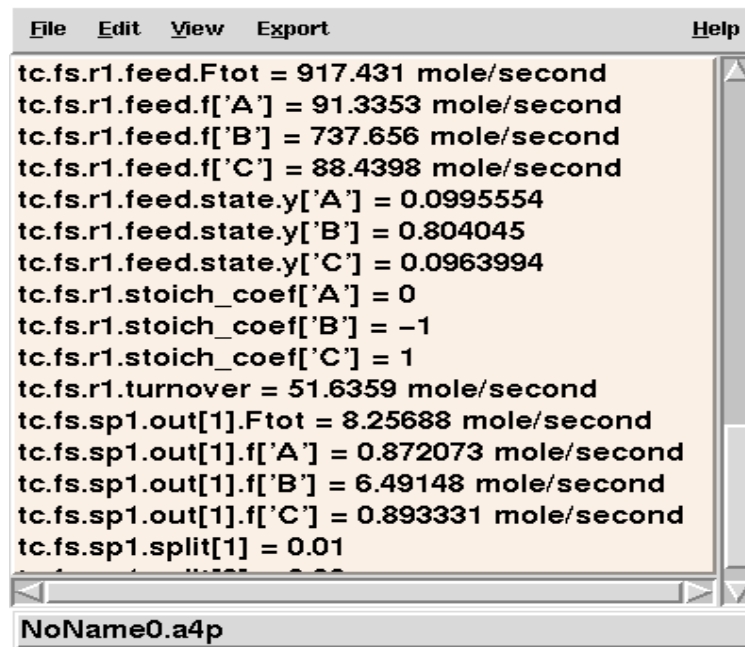 File Edit View Export Help
tc.fs.r1.feed.Ftot = 917.431 mole/second
tc.fs.r1.feed.f['A'] = 91.3353 mole/second
tc.fs.r1.feed.f['B'] = 737.656 mole/second
tc.fs.r1.feed.f['C'] = 88.4398 mole/second
tc.fs.r1.feed.state.y['A'] = 0.0995554
tc.fs.r1.feed.state.y['B'] = 0.804045
tc.fs.r1.feed.state.y['C'] = 0.0963994
tc.fs.r1.stoich_coef['A'] = 0
tc.fs.r1.stoich_coef['B'] = −1
tc.fs.r1.stoich_coef['C'] = 1
tc.fs.r1.turnover = 51.6359 mole/second
tc.fs.sp1.out[1].Ftot = 8.25688 mole/second
tc.fs.sp1.out[1].f['A'] = 0.872073 mole/second
tc.fs.sp1.out[1].f['B'] = 6.49148 mole/second
tc.fs.sp1.out[1].f['C'] = 0.893331 mole/second
tc.fs.sp1.split[1] = 0.01
NoName0.a4p